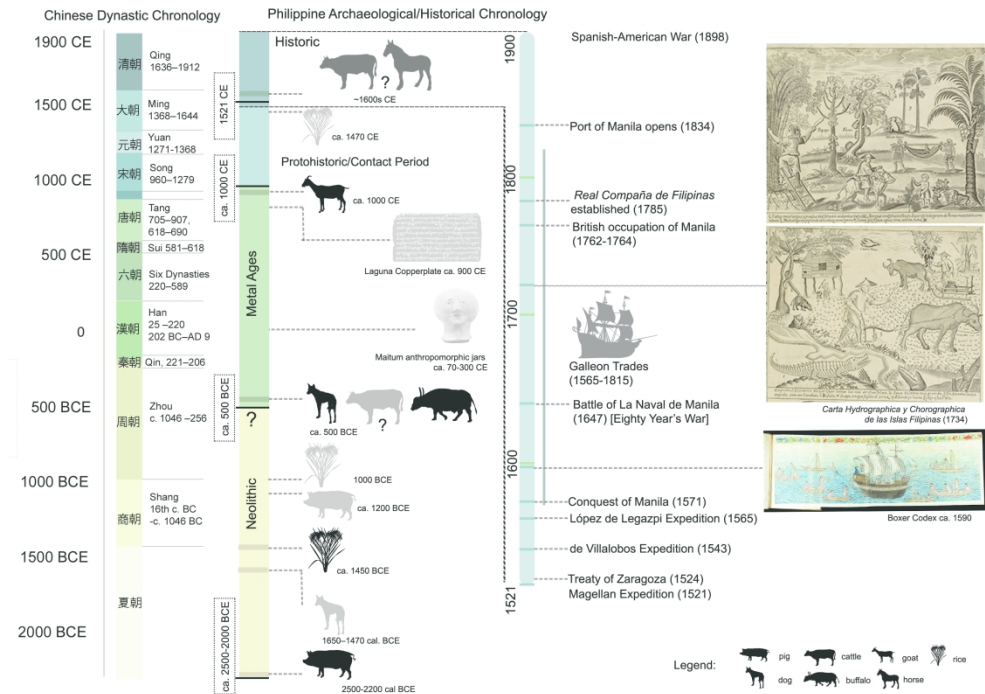 Chinese Dynastic Chronology
Philippine Archaeological/Historical Chronology
1900 CE
1500 CE
1000 CE
500 CE
0
500 BCE
1000 BCE
1500 BCE
2000 BCE
清朝
Qing
1636-1912
大朝
Ming
1368-1644
元朝
Yuan
1271-1368
宋朝
Song
960–1279
唐朝
Tang
705–907,
618–690
隋朝
Sui 581–618
六朝
Six Dynasties
220–589
漢朝
Han
25 –220
202 BC–AD 9
秦朝
Qin, 221–206
周朝
Zhou
c. 1046 –256
商朝
Shang
16th c. BC
-c. 1046 BC
夏朝
1521 CE
ca. 1000 CE
ca. 500 BCE
ca. 2500-2000 BCE
Historic
?
~1600s CE
ca. 1470 CE
Protohistoric/Contact Period
ca. 1000 CE
Laguna Copperplate ca. 900 CE
Metal Ages
Maitum anthropomorphic jars
ca. 70-300 CE
?
ca. 500 BCE
?
Neolithic
1000 BCE
ca. 1200 BCE
ca. 1450 BCE
1650–1470 cal. BCE
2500-2200 cal BCE
1900
1800
1700
1600
1521
Spanish-American War (1898)
Port of Manila opens (1834)
Real Compaña de Filipinas
established (1785)
British occupation of Manila
(1762-1764)
Galleon Trades
(1565-1815)
Battle of La Naval de Manila
(1647) [Eighty Year's War]
Conquest of Manila (1571)
López de Legazpi Expedition (1565)
de Villalobos Expedition (1543)
Treaty of Zaragoza (1524)
Magellan Expedition (1521)
Carta Hydrographica y Chorographica
de las Islas Filipinas (1734)
Boxer Codex ca. 1590
Legend:
pig
cattle
goat
rice
dog
buffalo
horse